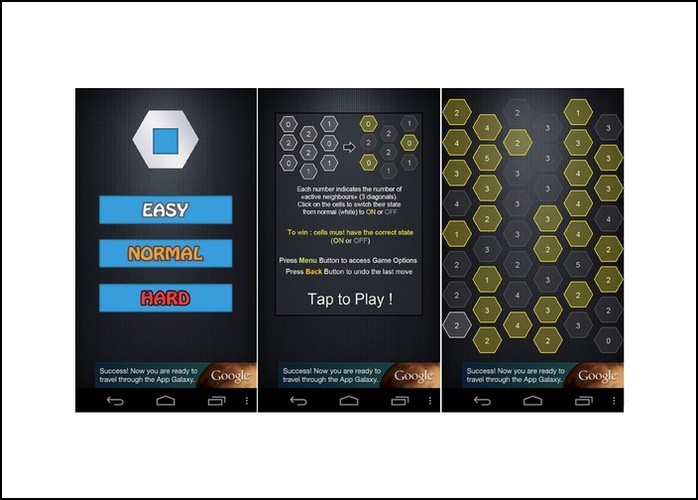 EASY
NORMAL
HARD
Success! Now you are ready to
travel through the App Galaxy.
Google
0 1 0 1
2 2
2 0 2 0
2 2
0 1 0 1
Each number indicates the number of
«active neighbours» (3 diagonals).
Click on the cells to switch their state
from normal (white) to ON or OFF
To win : cells must have the correct state
(ON or OFF)
Press Menu Button to access Game Options
Press Back Button to undo the last move
Tap to Play !
Success! Now you are ready to
travel through the App Galaxy.
Google
2 2 1
4 3 3
4 2 4
5 3 3
3 3 3
3 3 3
4 1 4
2 3 1
1 3 4
2 2 2
2 2 5
1 3 2
2 4 4
3 2 2
2 4 2
2 3 0
Success! Now you are ready to
travel through the App Galaxy.
Google